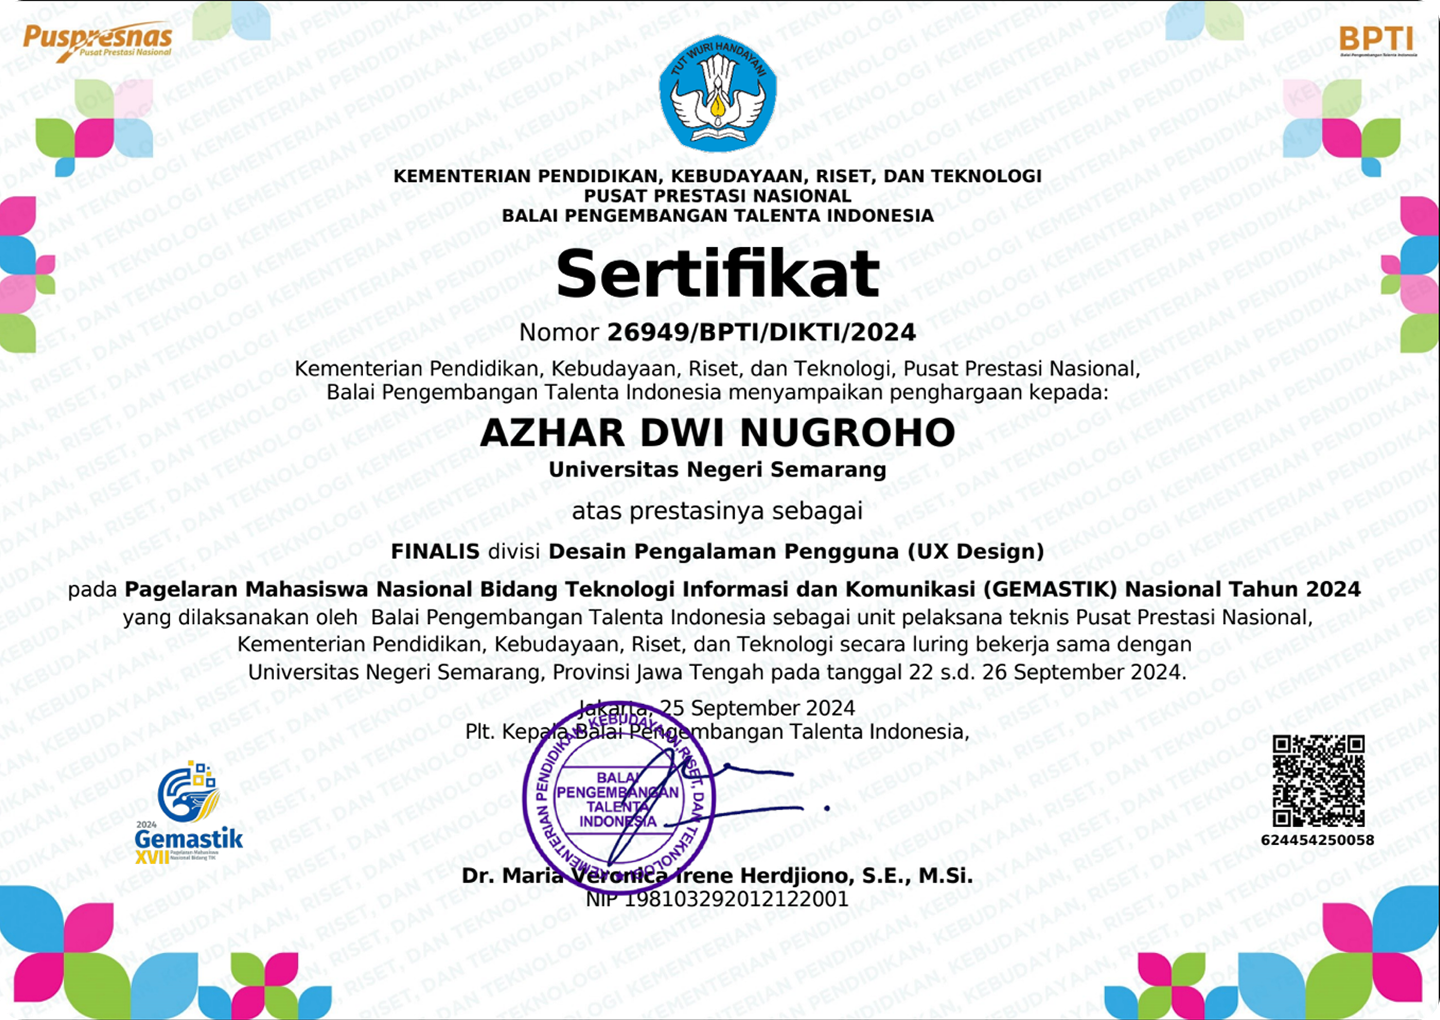 Puspresnas
Pusat Prestasi Nasional
BPTI
Balai Pengembangan Talenta Indonesia
TUT WURI HANDAYANI
KEMENTERIAN PENDIDIKAN, KEBUDAYAAN, RISET, DAN TEKNOLOGI
PUSAT PRESTASI NASIONAL
BALAI PENGEMBANGAN TALENTA INDONESIA
Sertifikat
Nomor 26949/BPTI/DIKTI/2024
Kementerian Pendidikan, Kebudayaan, Riset, dan Teknologi, Pusat Prestasi Nasional,
Balai Pengembangan Talenta Indonesia menyampaikan penghargaan kepada:
AZHAR DWI NUGROHO
Universitas Negeri Semarang
atas prestasinya sebagai
FINALIS divisi Desain Pengalaman Pengguna (UX Design)
pada Pagelaran Mahasiswa Nasional Bidang Teknologi Informasi dan Komunikasi (GEMASTIK) Nasional Tahun 2024
yang dilaksanakan oleh Balai Pengembangan Talenta Indonesia sebagai unit pelaksana teknis Pusat Prestasi Nasional,
Kementerian Pendidikan, Kebudayaan, Riset, dan Teknologi secara luring bekerja sama dengan
Universitas Negeri Semarang, Provinsi Jawa Tengah pada tanggal 22 s.d. 26 September 2024.
Jakarta, 25 September 2024
Plt. Kepala Balai Pengembangan Talenta Indonesia,
KEMENTERIAN PENDIDIKAN, KEBUDAYAAN, RISET, DAN TEKNOLOGI
BALAI
PENGEMBANGAN
TALENTA
INDONESIA
2024
Gemastik
XVII
Pagelaran Mahasiswa
Nasional Bidang TIK
624454250058
Dr. Maria Veronica Irene Herdjiono, S.E., M.Si.
NIP 198103292012122001